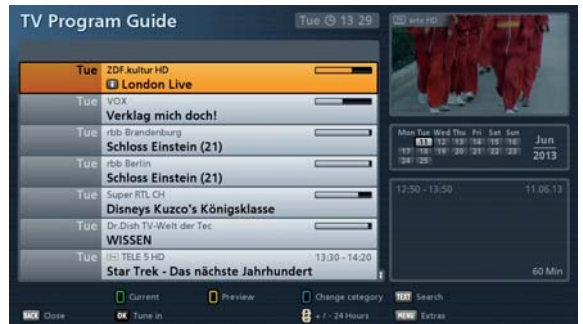 TV Program Guide
Tue 13 29
arte HD
Tue ZDF.kultur HD
London Live
Tue VOX
Verklag mich doch!
Tue rbb Brandenburg
Schloss Einstein (21)
Tue rbb Berlin
Schloss Einstein (21)
Tue Super RTL CH
Disneys Kuzco's Königsklasse
Tue Dr.Dish TV-Welt der Tec
WISSEN
Tue TELE 5 HD 13:30 - 14:20
Star Trek - Das nächste Jahrhundert
Mon Tue Wed Thu Fri Sat Sun
11 12 13 14 15 16
17 18 19 20 21 22 23
24 25
Jun
2013
12:50 - 13:50 11.06.13
60 Min
Current Preview Change category TEXT Search
BACK Close OK Tune in + / - 24 Hours MENU Extras